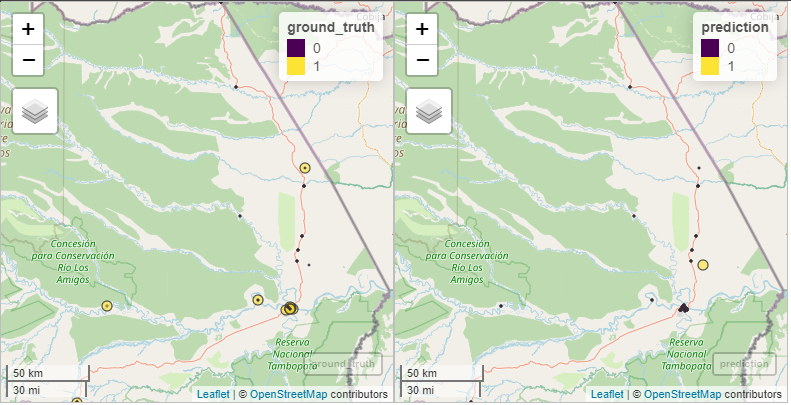 +
−
ground_truth
0
1
Cobija
Concesión
para Conservación
Río Los
Amigos
Reserva
Nacional
Tambopata
ground truth
50 km
30 mi
Leaflet | © OpenStreetMap contributors
+
−
prediction
0
1
Concesión
para Conservación
Río Los
Amigos
Reserva
Nacional
Tambopata
prediction
50 km
30 mi
Leaflet | © OpenStreetMap contributors